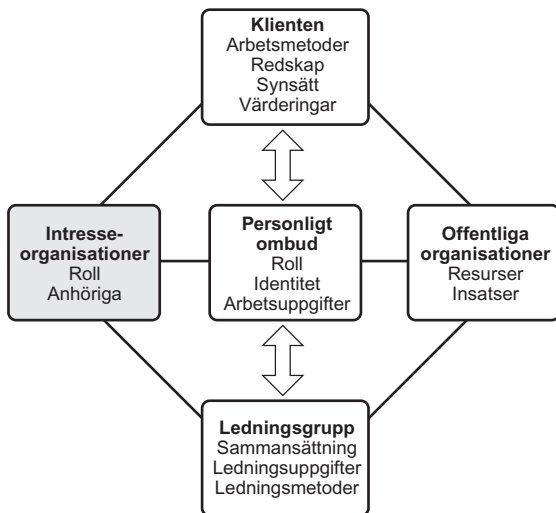 Klienten
Arbetsmetoder
Redskap
Synsätt
Värderingar
Intresse-
organisationer
Roll
Anhöriga
Personligt
ombud
Roll
Identitet
Arbetsuppgifter
Offentliga
organisationer
Resurser
Insatser
Ledningsgrupp
Sammansättning
Ledningsuppgifter
Ledningsmetoder